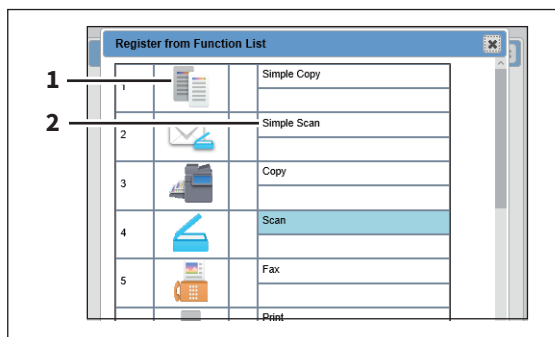 Register from Function List
1
1
Simple Copy
2
2
Simple Scan
3
Copy
4
Scan
5
Fax
Print